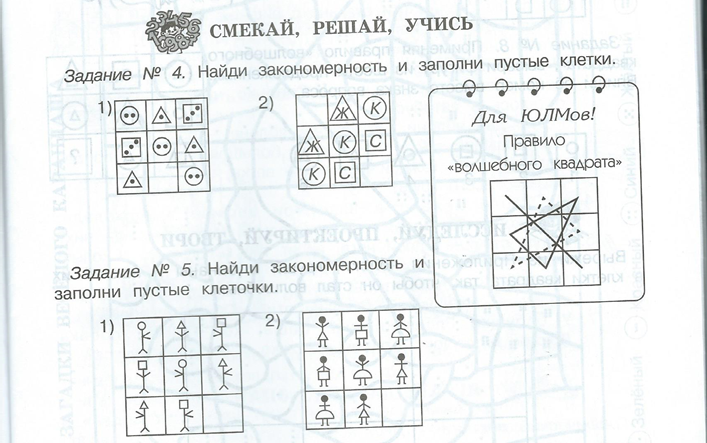 СМЕКАЙ, РЕШАЙ, УЧИСЬ
Задание № 4. Найди закономерность и заполни пустые клетки.
1)
2)
Ж К
Ж К С
К С
Для ЮЛМов!
Правило
«волшебного квадрата»
Задание № 5. Найди закономерность и
заполни пустые клеточки.
1)
2)